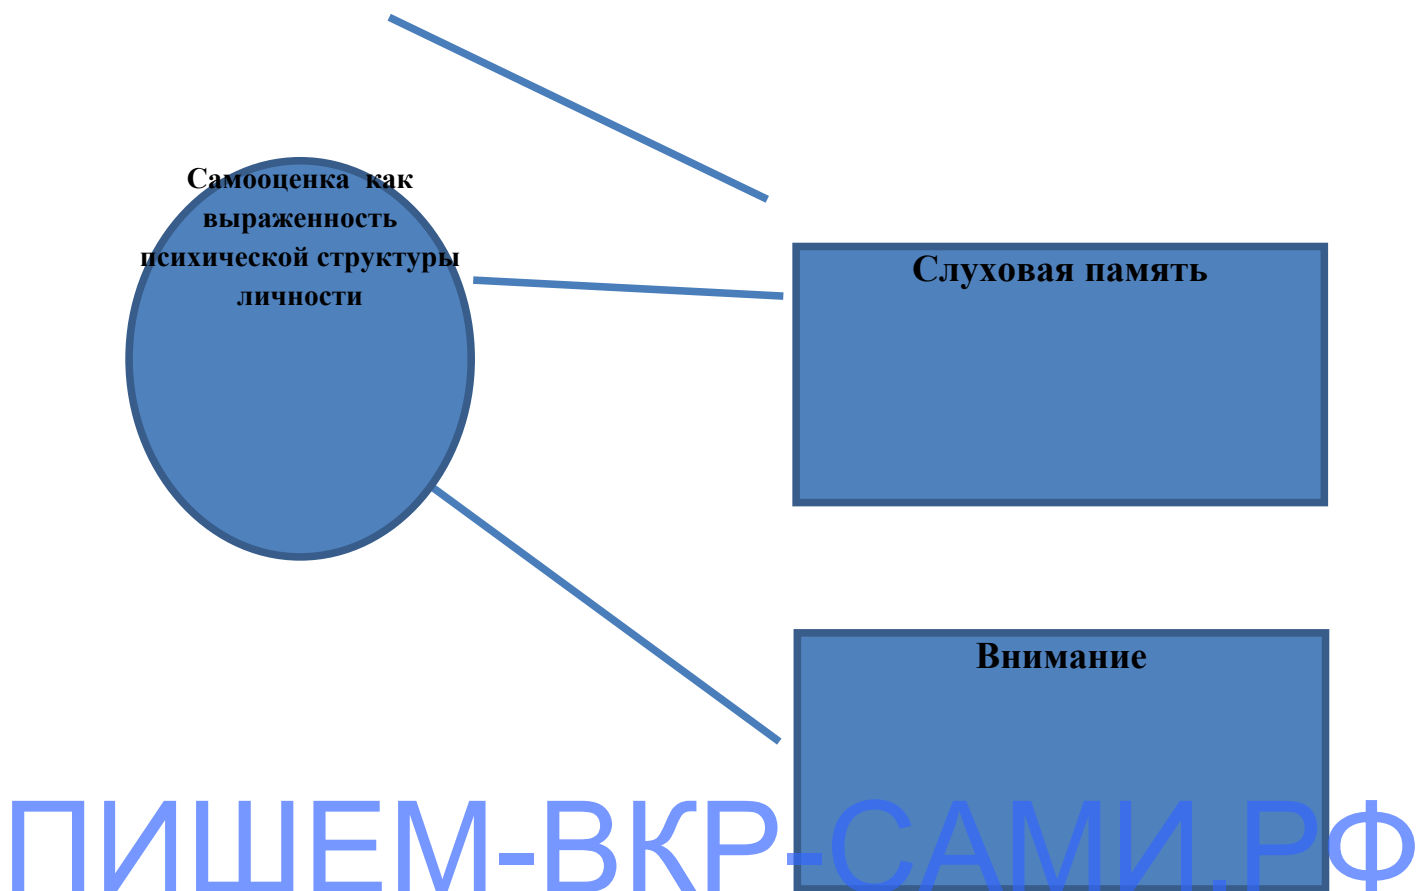 Самооценка как
выраженность
психической структуры
личности
Слуховая память
Внимание
ПИШЕМ-ВКР-САМИ.РФ